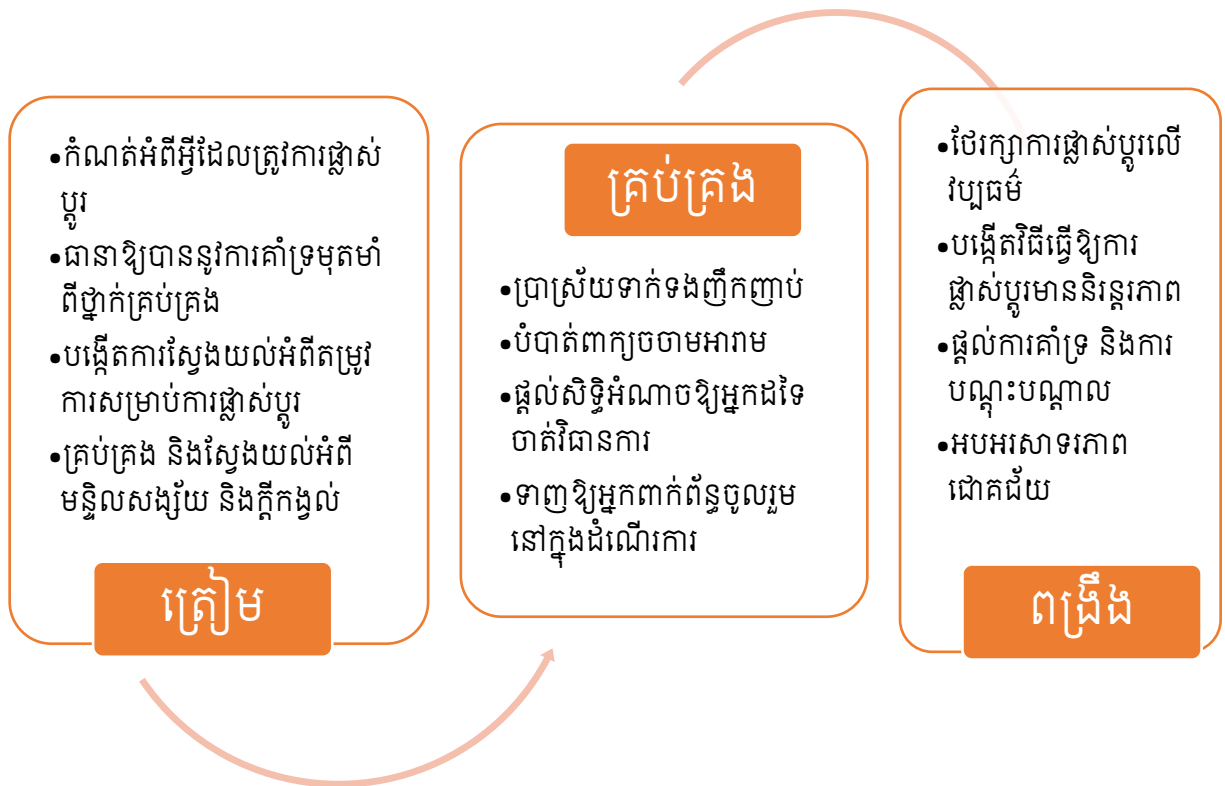 •កំណត់អំពីអ្វីដែលត្រូវការផ្លាស់
ប្តូរ
•ធានាឱ្យបាននូវការគាំទ្រមុតមាំ
ពីថ្នាក់គ្រប់គ្រង
•បង្កើតការស្វែងយល់អំពីតម្រូវ
ការសម្រាប់ការផ្លាស់ប្តូរ
•គ្រប់គ្រង និងស្វែងយល់អំពី
មន្ទិលសង្ស័យ និងក្តីកង្វល់
ត្រៀម
គ្រប់គ្រង
•ប្រាស្រ័យទាក់ទងញឹកញាប់
•បំបាត់ពាក្យចចាមអារាម
•ផ្តល់សិទ្ធិអំណាចឱ្យអ្នកដទៃ
ចាត់វិធានការ
•ទាញឱ្យអ្នកពាក់ព័ន្ធចូលរួម
នៅក្នុងដំណើរការ
•ថែរក្សាការផ្លាស់ប្តូរលើ
វប្បធម៌
•បង្កើតវិធីធ្វើឱ្យការ
ផ្លាស់ប្តូរមាននិរន្តរភាព
•ផ្តល់ការគាំទ្រ និងការ
បណ្តុះបណ្តាល
•អបអរសាទរភាព
ជោគជ័យ
ពង្រឹង